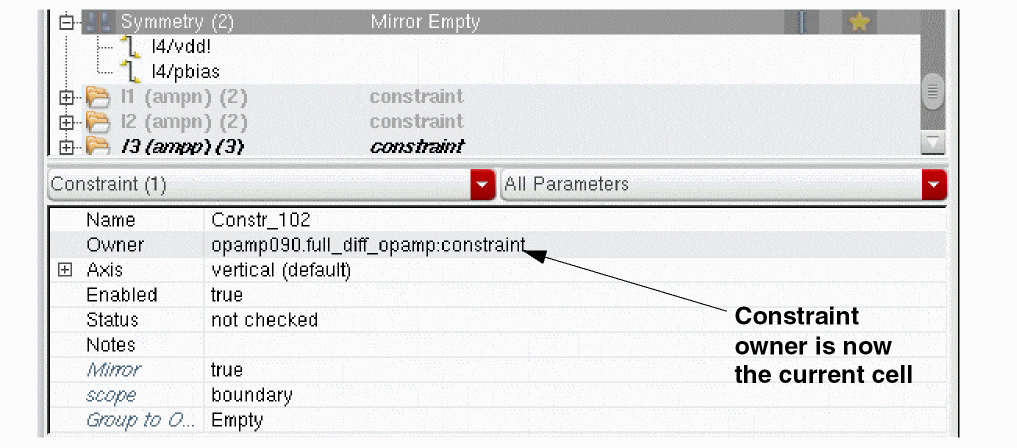 Symmetry (2) Mirror Empty
I4/vdd!
I4/pbias
I1 (ampn) (2) constraint
I2 (ampn) (2) constraint
I3 (ampp) (3) constraint
Constraint (1) All Parameters
Name Constr_102
Owner opamp090.full_diff_opamp:constraint
Axis vertical (default)
Enabled true
Status not checked
Notes
Mirror true
scope boundary
Group to O... Empty
Constraint
owner is now
the current cell